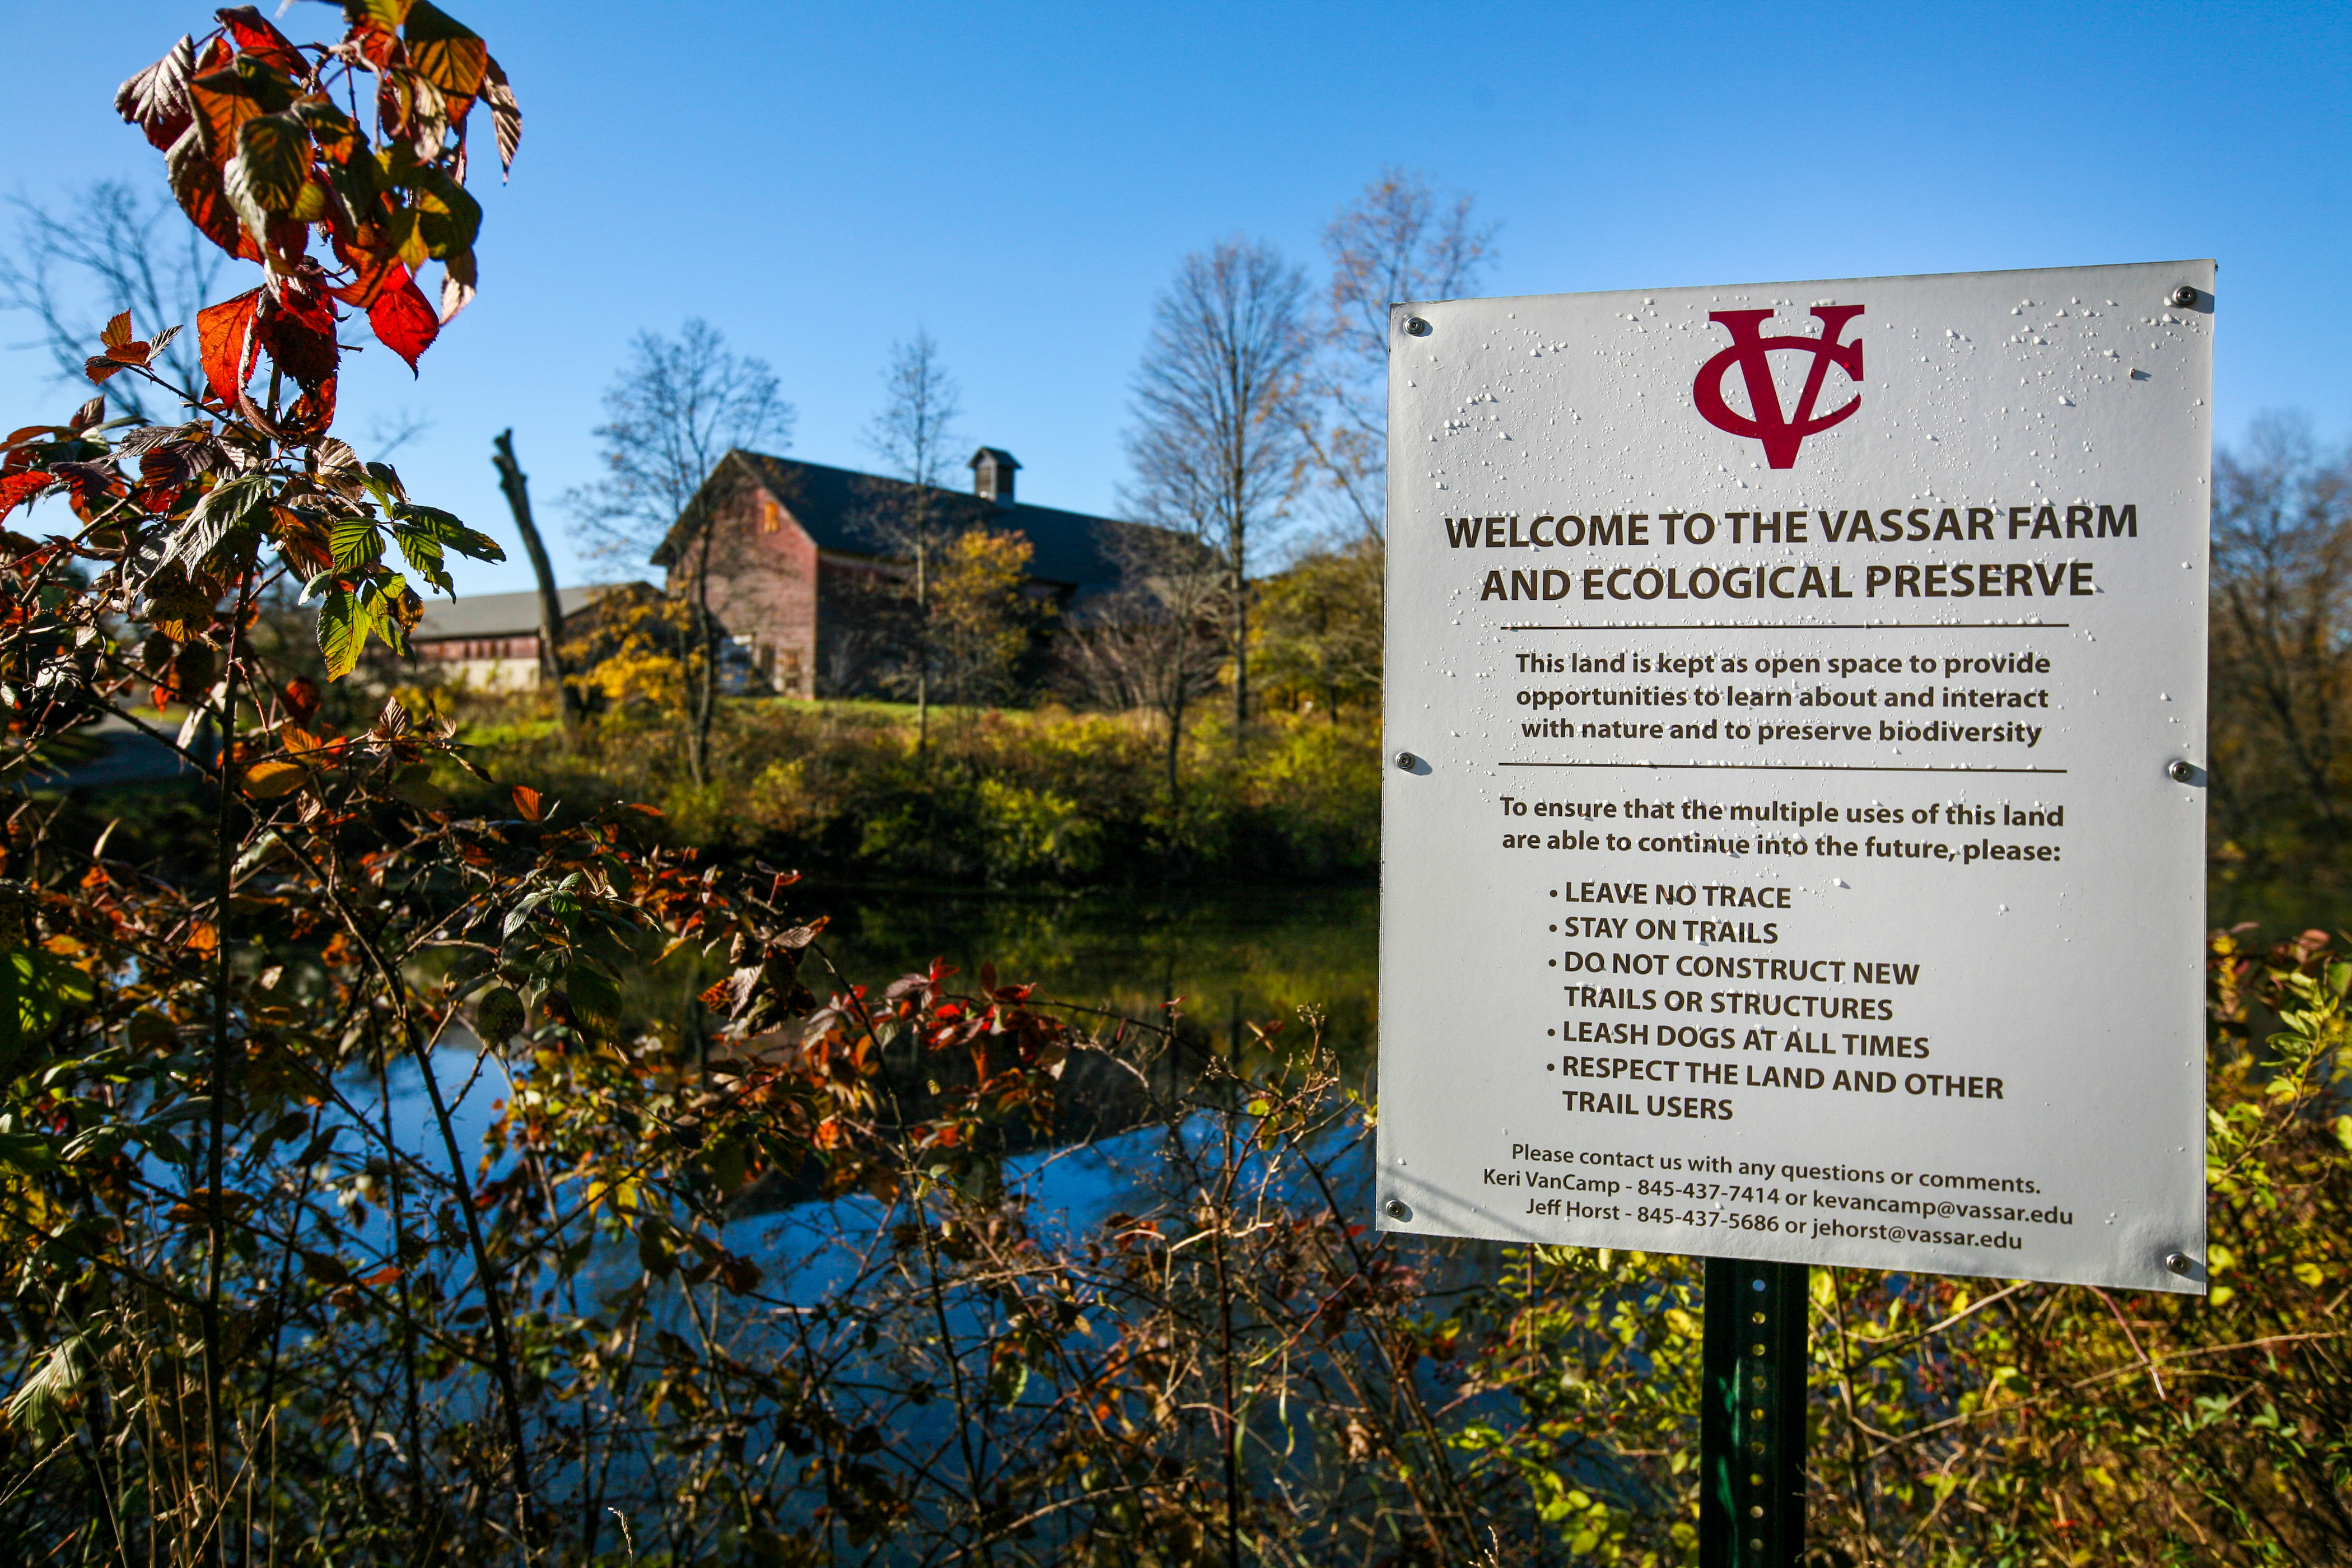 VC
WELCOME TO THE VASSAR FARM
AND ECOLOGICAL PRESERVE
This land is kept as open space to provide
opportunities to learn about and interact
with nature and to preserve biodiversity
To ensure that the multiple uses of this land
are able to continue into the future, please:
• LEAVE NO TRACE
• STAY ON TRAILS
• DO NOT CONSTRUCT NEW
TRAILS OR STRUCTURES
• LEASH DOGS AT ALL TIMES
• RESPECT THE LAND AND OTHER
TRAIL USERS
Please contact us with any questions or comments.
Keri VanCamp - 845-437-7414 or kevancamp@vassar.edu
Jeff Horst - 845-437-5686 or jehorst@vassar.edu